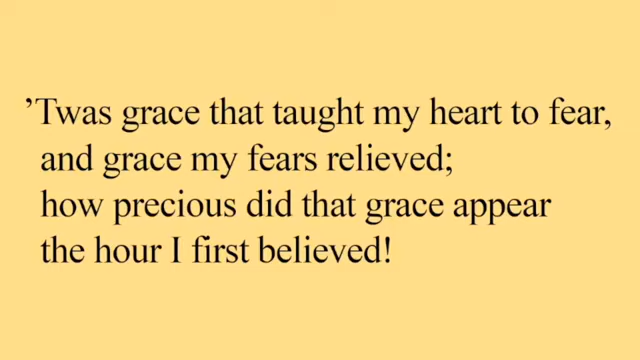 ’Twas grace that taught my heart to fear,
and grace my fears relieved;
how precious did that grace appear
the hour I first believed!